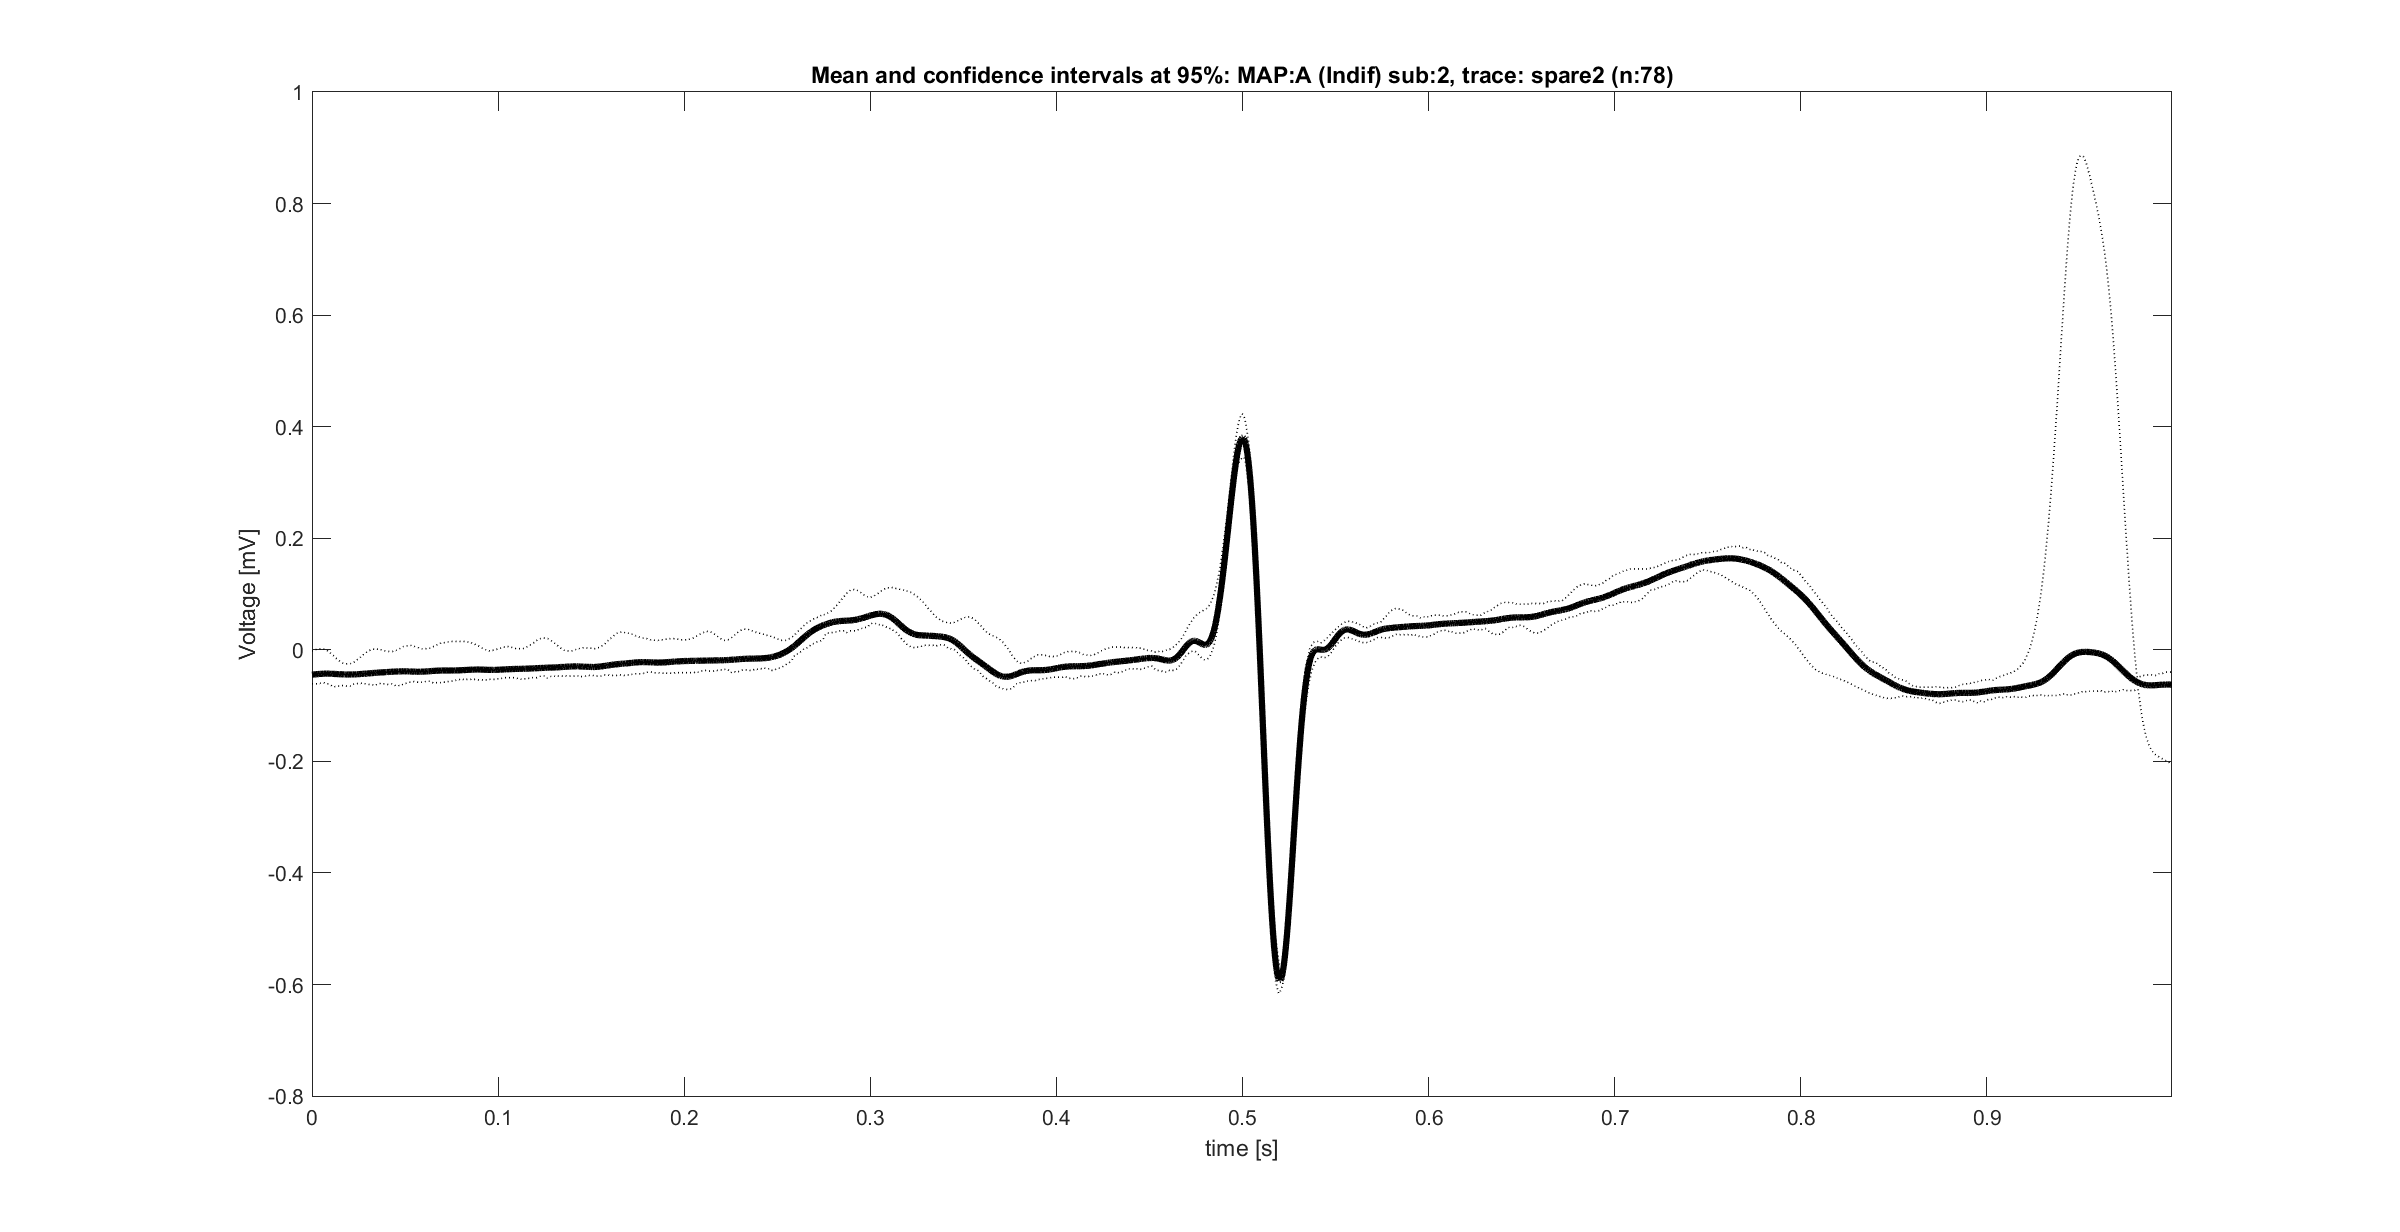 Mean and confidence intervals at 95%: MAP:A (Indif) sub:2, trace: spare2 (n:78)
1
0.8
0.6
0.4
0.2
0
-0.2
-0.4
-0.6
-0.8
Voltage [mV]
0 0.1 0.2 0.3 0.4 0.5 0.6 0.7 0.8 0.9
time [s]